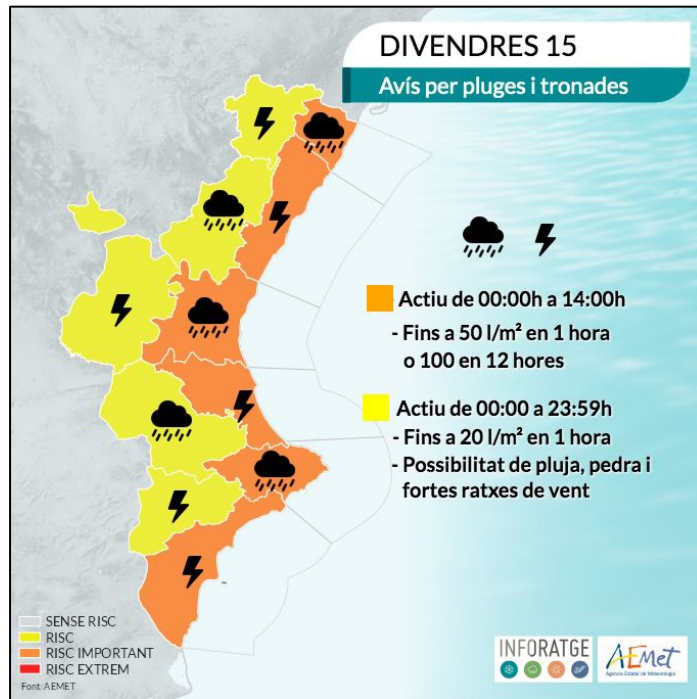 DIVENDRES 15
Avís per pluges i tronades
Actiu de 00:00h a 14:00h
- Fins a 50 l/m² en 1 hora
o 100 en 12 hores
Actiu de 00:00 a 23:59h
- Fins a 20 l/m² en 1 hora
- Possibilitat de pluja, pedra i
fortes ratxes de vent
SENSE RISC
RISC
RISC IMPORTANT
RISC EXTREM
Font: AEMET
INFORATGE
AEMet
Agencia Estatal de Meteorología